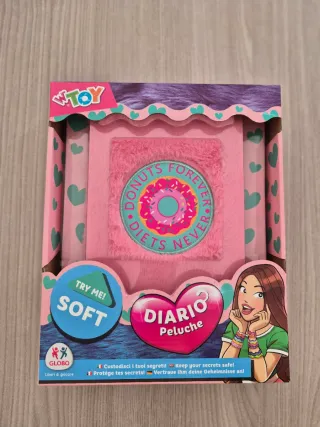 W'TOY
DONUTS FOREVER
• DIETS NEVER •
TRY ME!
SOFT
DIARIO
Peluche
GLOBO
Custodisci i tuoi segreti! Keep your secrets safe!
Protège tes secrets! Vertraue ihm deine Geheimnisse an!